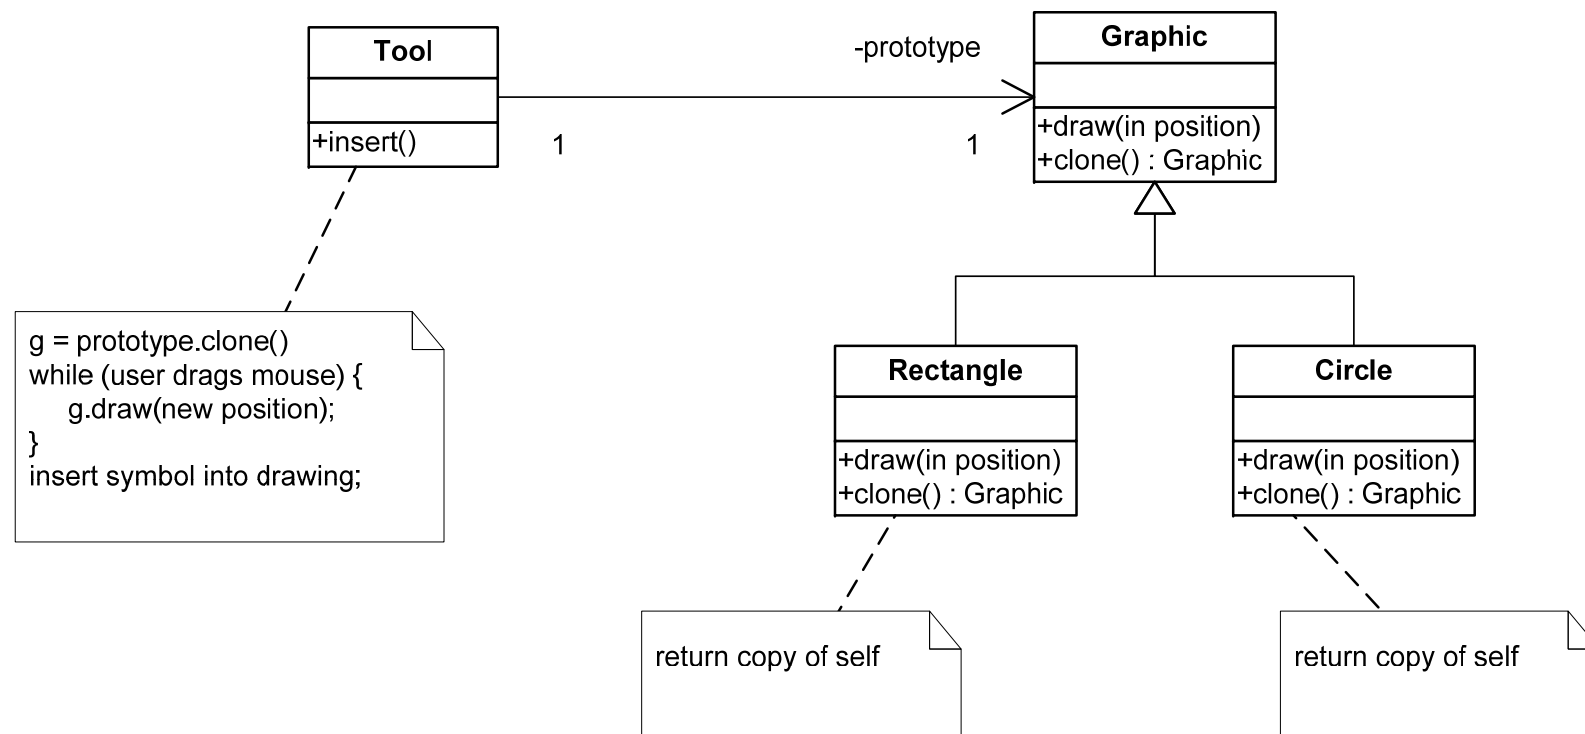 Tool
+insert()
-prototype
1
1
Graphic
+draw(in position)
+clone() : Graphic
g = prototype.clone()
while (user drags mouse) {
g.draw(new position);
}
insert symbol into drawing;
Rectangle
+draw(in position)
+clone() : Graphic
Circle
+draw(in position)
+clone() : Graphic
return copy of self
return copy of self